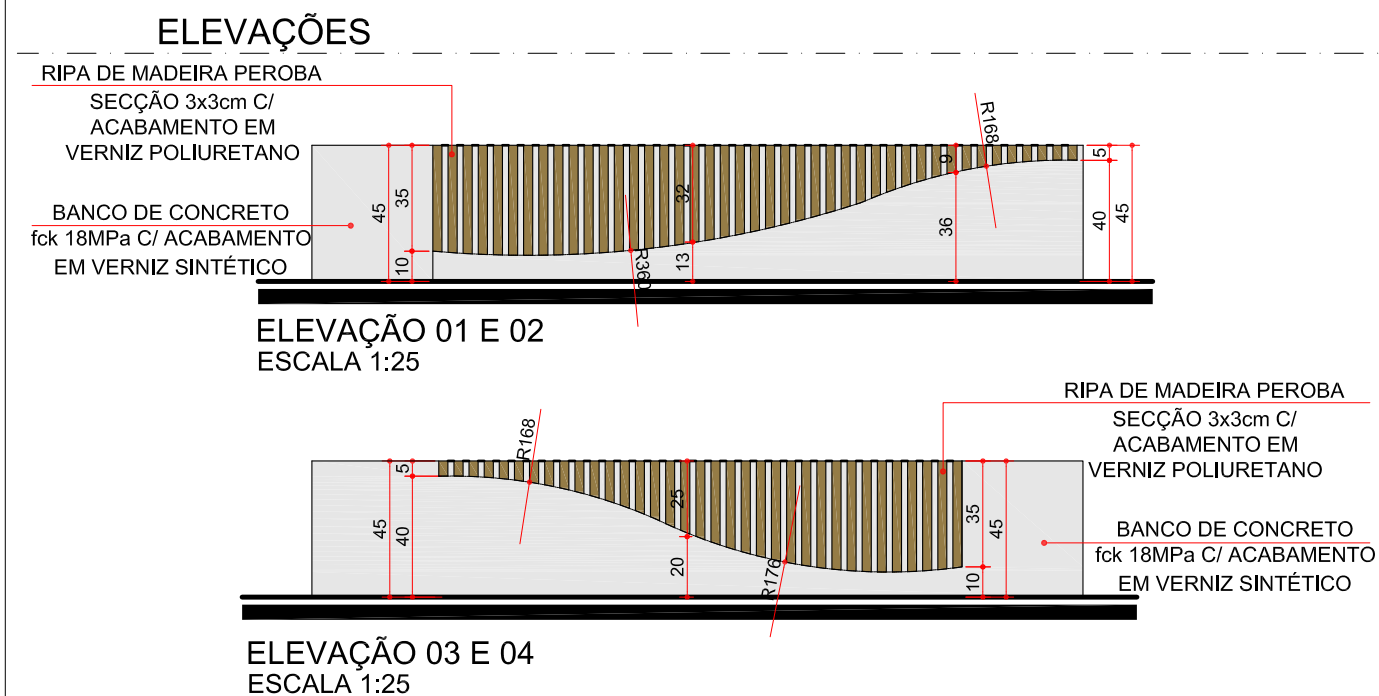 ELEVAÇÕES
RIPA DE MADEIRA PEROBA
SECÇÃO 3x3cm C/
ACABAMENTO EM
VERNIZ POLIURETANO
BANCO DE CONCRETO
fck 18MPa C/ ACABAMENTO
EM VERNIZ SINTÉTICO
45
35
10
32
13
R360
9
36
R168
5
40
45
ELEVAÇÃO 01 E 02
ESCALA 1:25
RIPA DE MADEIRA PEROBA
SECÇÃO 3x3cm C/
ACABAMENTO EM
VERNIZ POLIURETANO
BANCO DE CONCRETO
fck 18MPa C/ ACABAMENTO
EM VERNIZ SINTÉTICO
45
5
40
R168
25
20
R176
35
10
45
ELEVAÇÃO 03 E 04
ESCALA 1:25